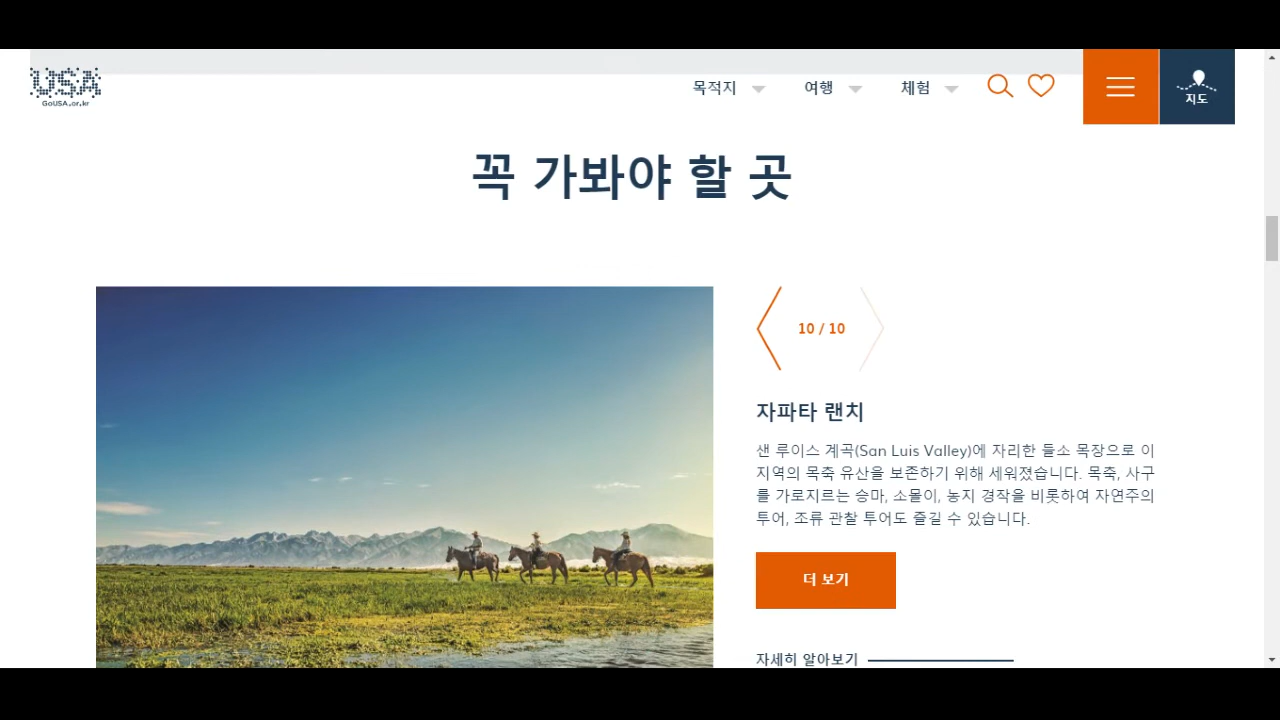 USA
GoUSA.or.kr
목적지
여행
체험
지도
꼭 가봐야 할 곳
10 / 10
자파타 랜치
샌 루이스 계곡(San Luis Valley)에 자리한 들소 목장으로 이
지역의 목축 유산을 보존하기 위해 세워졌습니다. 목축, 사구
를 가로지르는 승마, 소몰이, 농지 경작을 비롯하여 자연주의
투어, 조류 관찰 투어도 즐길 수 있습니다.
더 보기
자세히 알아보기